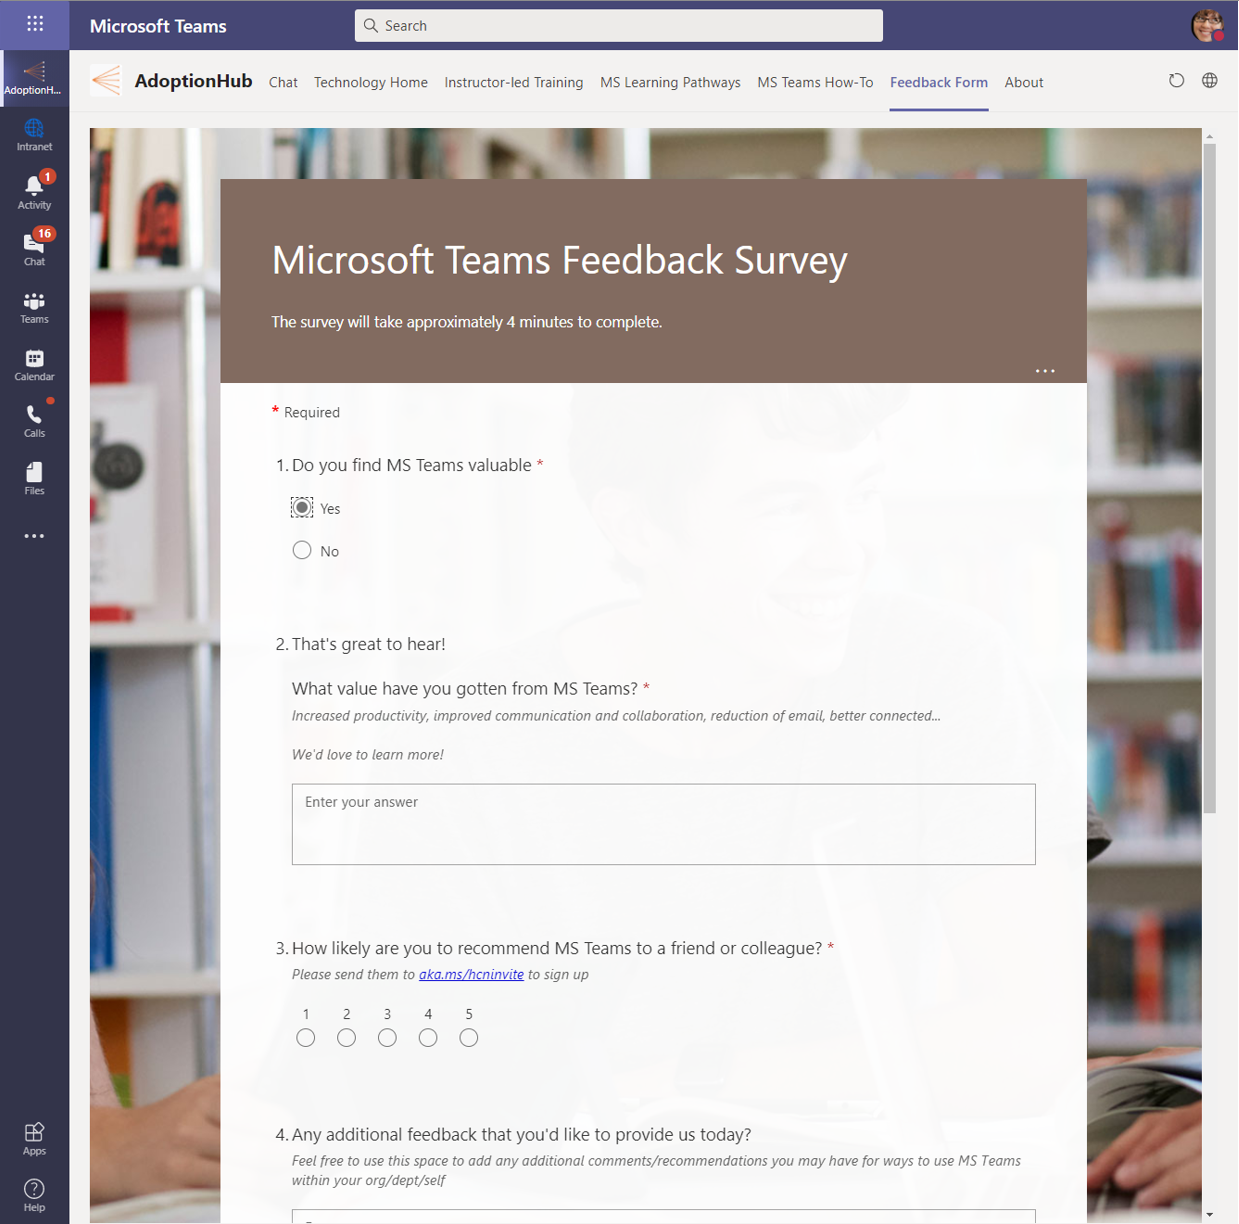 Microsoft Teams
Search
AdoptionH...
AdoptionHub Chat Technology Home Instructor-led Training MS Learning Pathways MS Teams How-To Feedback Form About
Intranet
1
Activity
16
Chat
Teams
Calendar
Calls
Files
Apps
Help
Microsoft Teams Feedback Survey
The survey will take approximately 4 minutes to complete.
* Required
1. Do you find MS Teams valuable *
Yes
No
2. That's great to hear!
What value have you gotten from MS Teams? *
Increased productivity, improved communication and collaboration, reduction of email, better connected...
We'd love to learn more!
Enter your answer
3. How likely are you to recommend MS Teams to a friend or colleague? *
Please send them to aka.ms/hcninvite to sign up
1 2 3 4 5
4. Any additional feedback that you'd like to provide us today?
Feel free to use this space to add any additional comments/recommendations you may have for ways to use MS Teams
within your org/dept/self